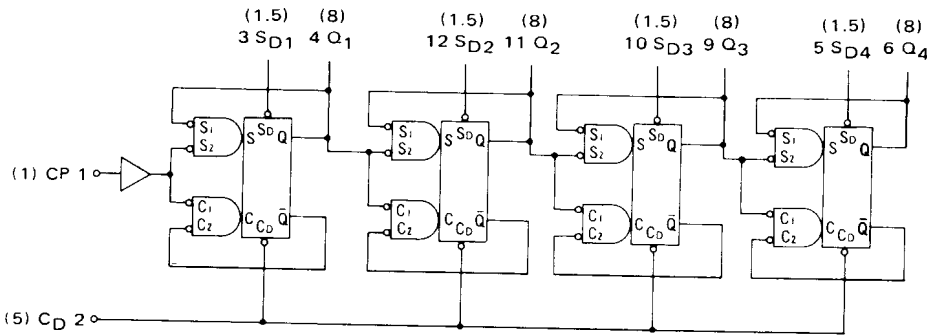 (1.5) (8) (1.5) (8) (1.5) (8) (1.5) (8)
3 SD1 4 Q1 12 SD2 11 Q2 10 SD3 9 Q3 5 SD4 6 Q4
S1 S2 S SD Q
S1 S2 S SD Q
S1 S2 S SD Q
S1 S2 S SD Q
(1) CP 1
C1 C2 C CD Q̄
C1 C2 C CD Q̄
C1 C2 C CD Q̄
C1 C2 C CD Q̄
(5) CD 2